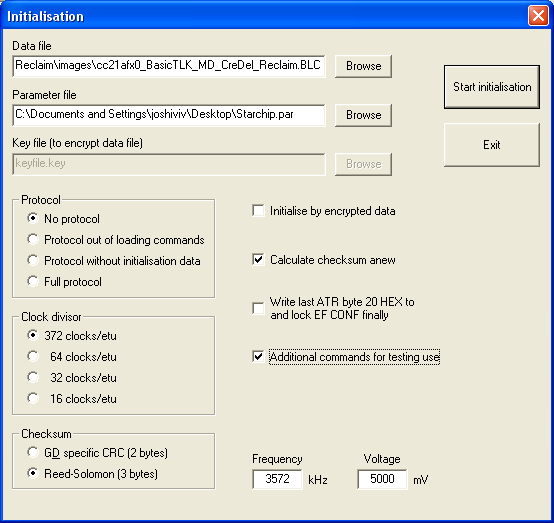 Initialisation
Data file
Reclaim\images\cc21afx0_BasicTLK_MD_CreDel_Reclaim.BLC
Browse
Start initialisation
Parameter file
C:\Documents and Settings\joshiviv\Desktop\Starchip.par
Browse
Exit
Key file (to encrypt data file)
keyfile.key
Browse
Protocol
No protocol
Protocol out of loading commands
Protocol without initialisation data
Full protocol
Initialise by encrypted data
Calculate checksum anew
Write last ATR byte 20 HEX to
and lock EF CONF finally
Additional commands for testing use
Clock divisor
372 clocks/etu
64 clocks/etu
32 clocks/etu
16 clocks/etu
Checksum
GD specific CRC (2 bytes)
Reed-Solomon (3 bytes)
Frequency
3572 kHz
Voltage
5000 mV